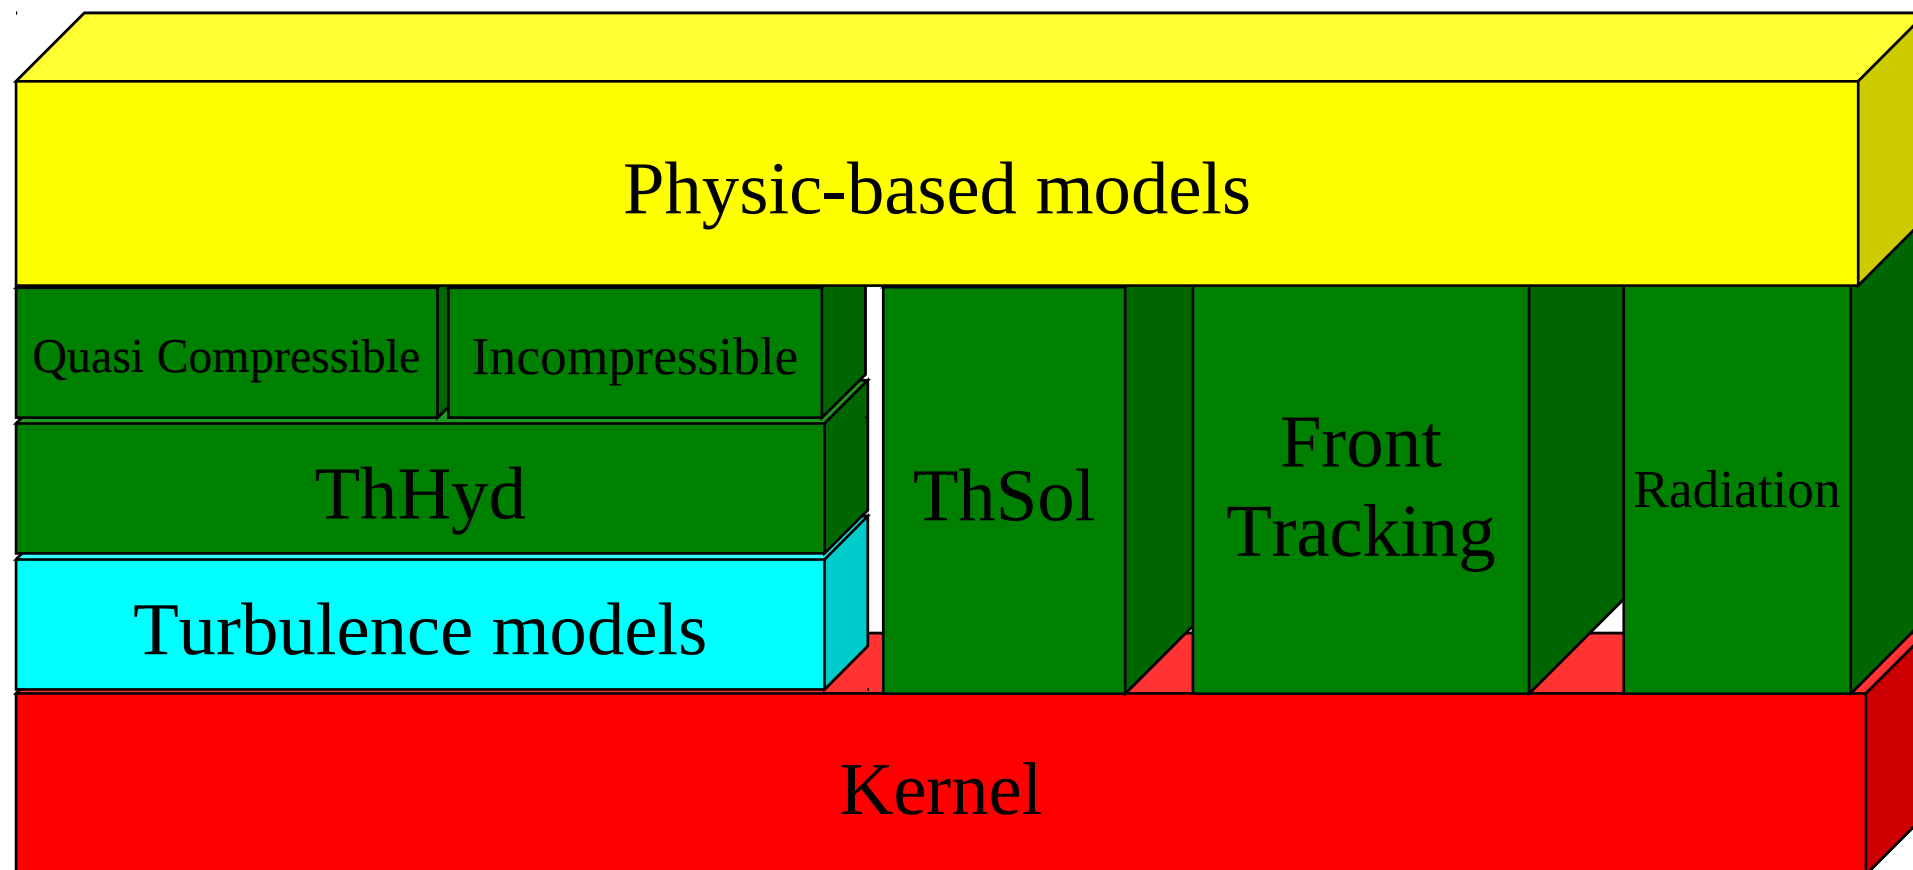 Physic-based models
Quasi Compressible
Incompressible
ThHyd
Turbulence models
ThSol
Front
Tracking
Radiation
Kernel